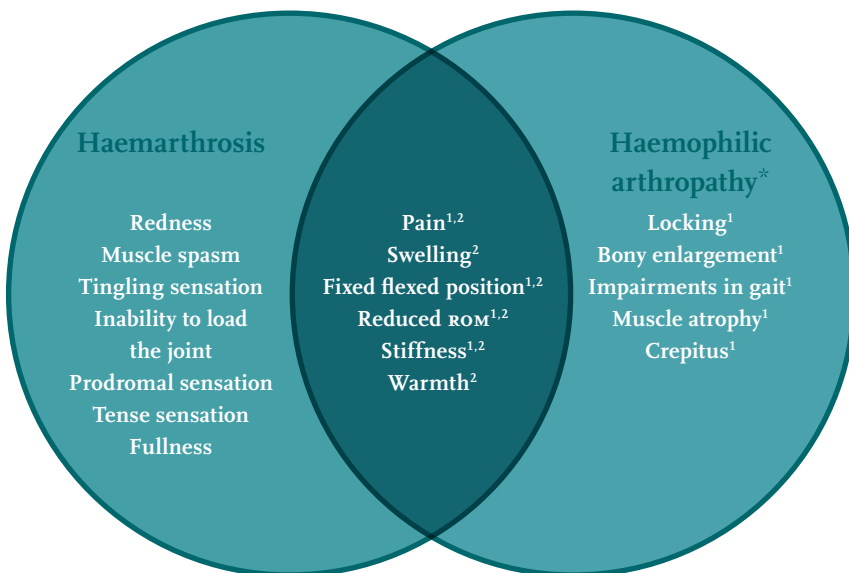 Haemarthrosis
Redness
Muscle spasm
Tingling sensation
Inability to load
the joint
Prodromal sensation
Tense sensation
Fullness
Pain1,2
Swelling2
Fixed flexed position1,2
Reduced ROM1,2
Stiffness1,2
Warmth2
Haemophilic
arthropathy*
Locking1
Bony enlargement1
Impairments in gait1
Muscle atrophy1
Crepitus1